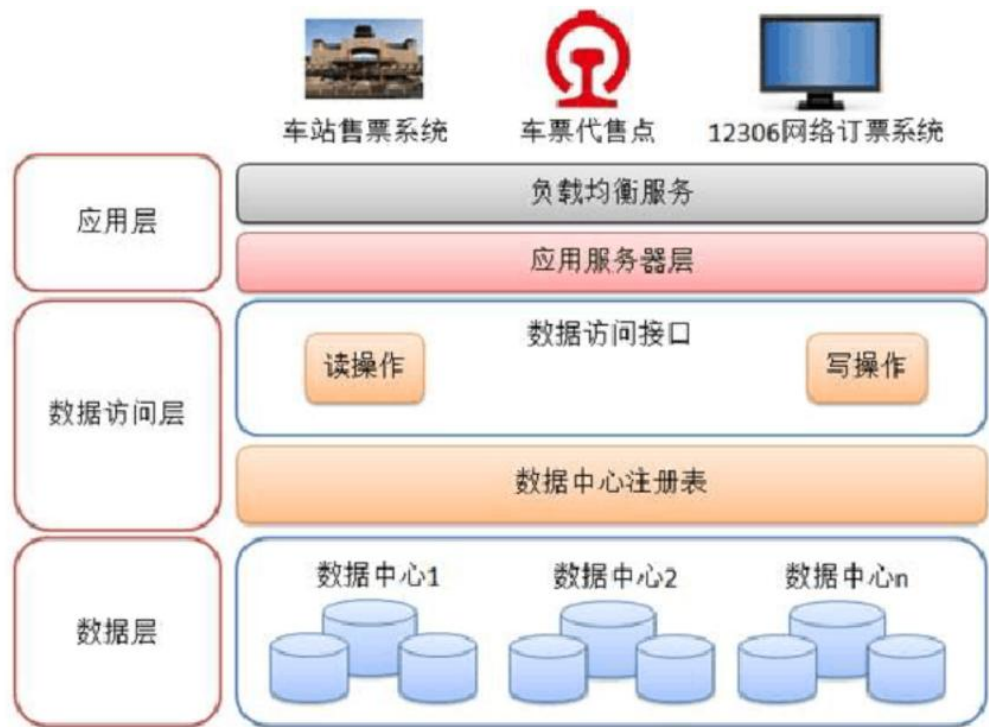 车站售票系统
车票代售点
12306网络订票系统
应用层
负载均衡服务
应用服务器层
数据访问层
数据访问接口
读操作
写操作
数据中心注册表
数据层
数据中心1
数据中心2
数据中心n